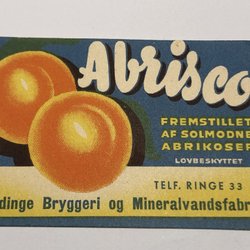 Abrisco
FREMSTILLET
AF SOLMODNE
ABRIKOSER
LOVBESKYTTET
TELF. RINGE 33
dinge Bryggeri og Mineralvandsfabr